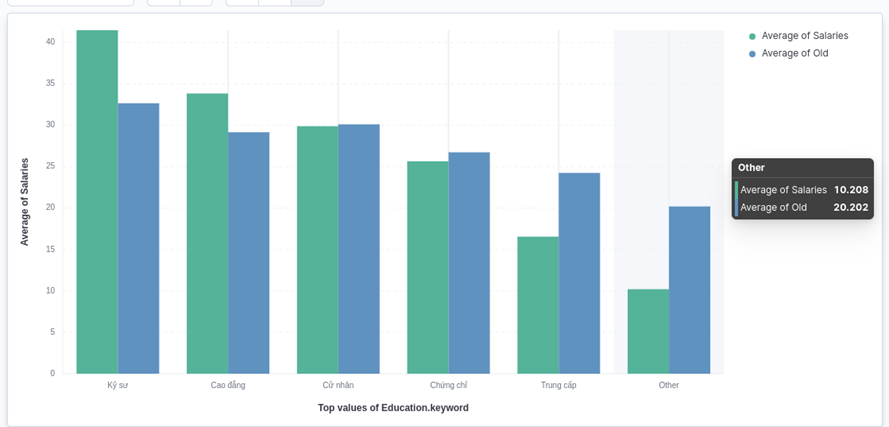 Average of Salaries
Average of Old
40
35
30
25
20
15
10
5
0
Average of Salaries
Other
Average of Salaries 10.208
Average of Old 20.202
Kỹ sư
Cao đẳng
Cử nhân
Chứng chỉ
Trung cấp
Other
Top values of Education.keyword